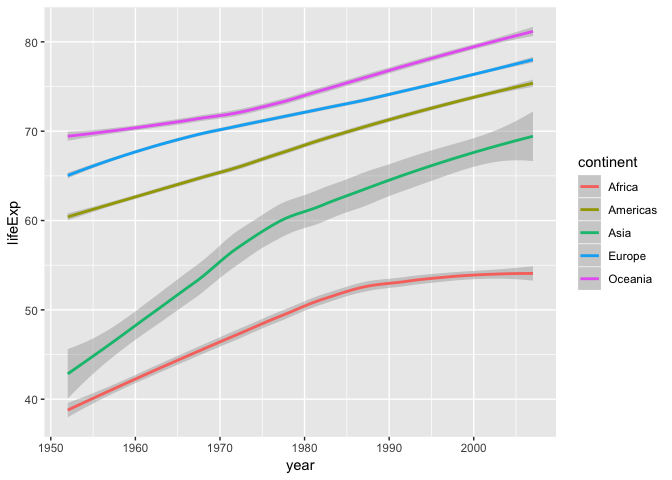 80
70
60
50
40
lifeExp
1950 1960 1970 1980 1990 2000
year
continent
Africa
Americas
Asia
Europe
Oceania